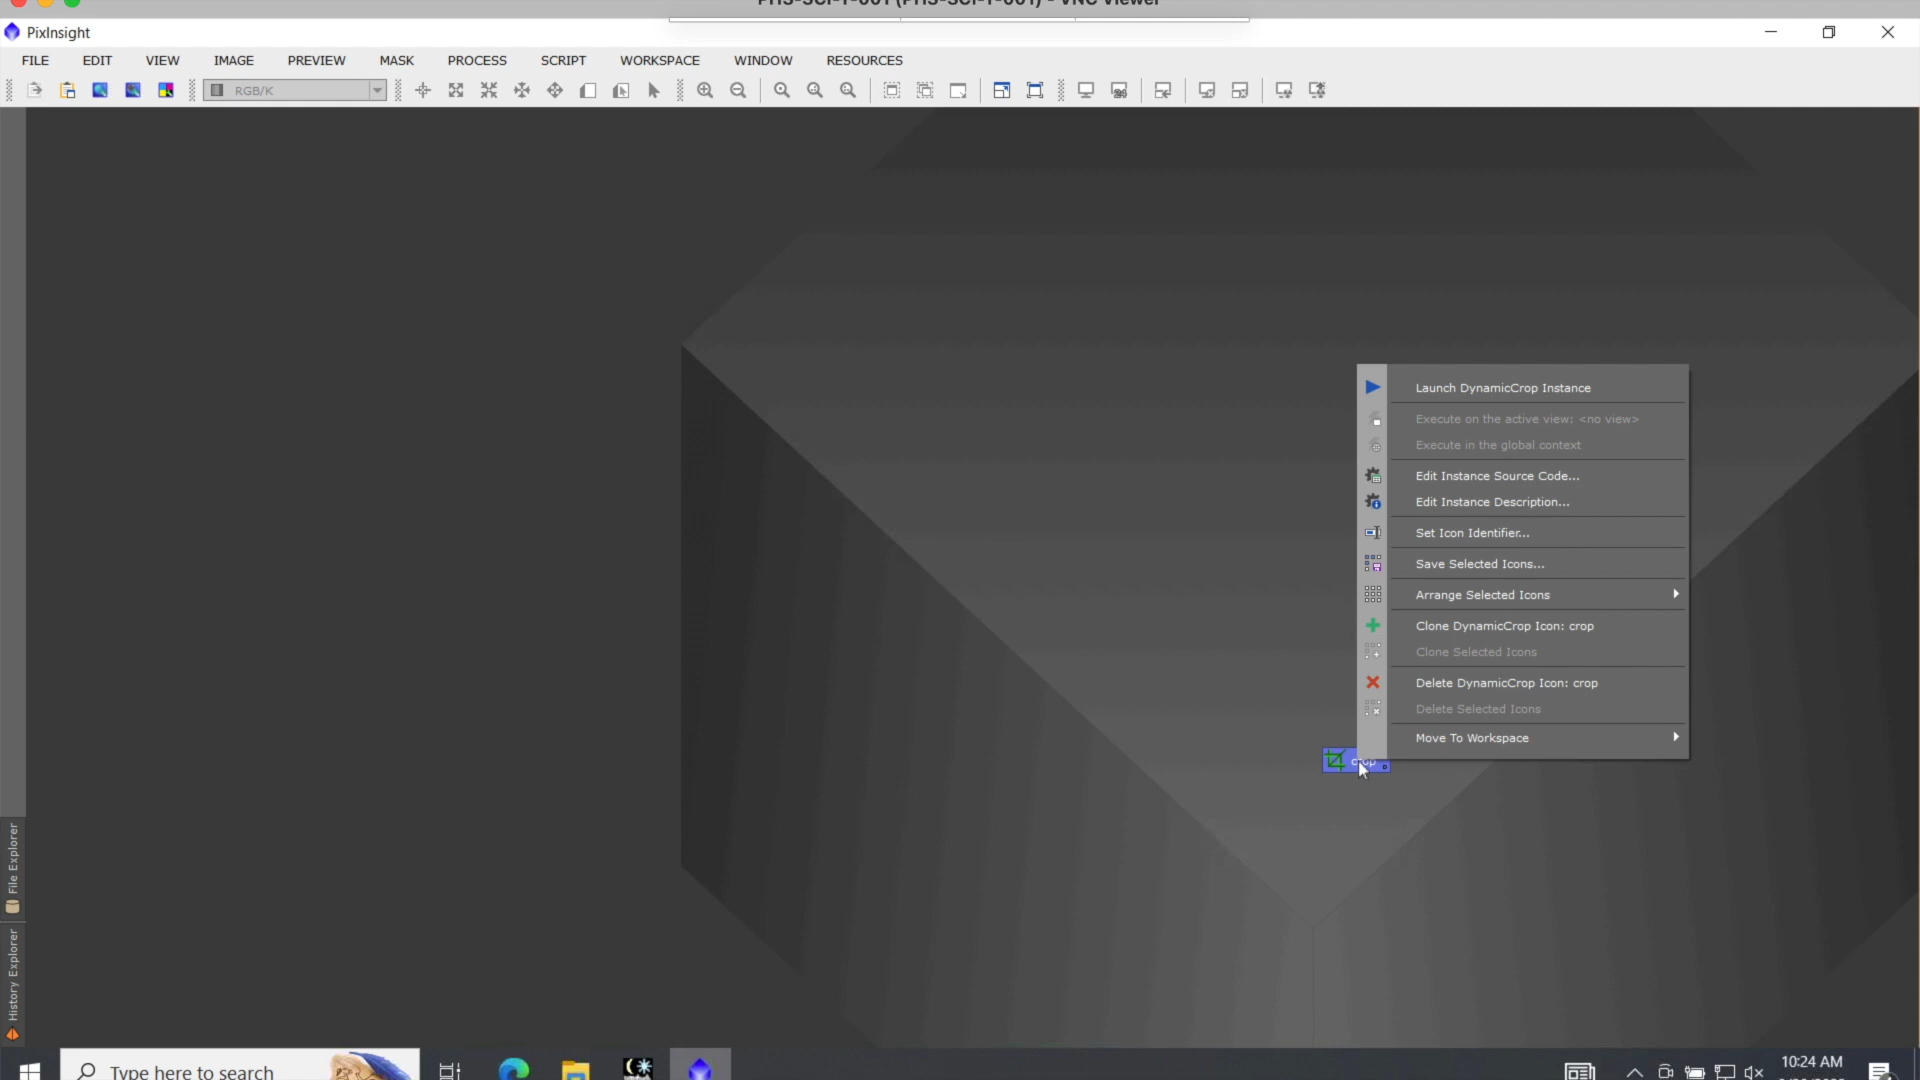 PixInsight
FILE EDIT VIEW IMAGE PREVIEW MASK PROCESS SCRIPT WORKSPACE WINDOW RESOURCES
RGB/K
Launch DynamicCrop Instance
Execute on the active view: <no view>
Execute in the global context
Edit Instance Source Code...
Edit Instance Description...
Set Icon Identifier...
Save Selected Icons...
Arrange Selected Icons
Clone DynamicCrop Icon: crop
Clone Selected Icons
Delete DynamicCrop Icon: crop
Delete Selected Icons
Move To Workspace
crop
File Explorer
History Explorer
Type here to search
10:24 AM